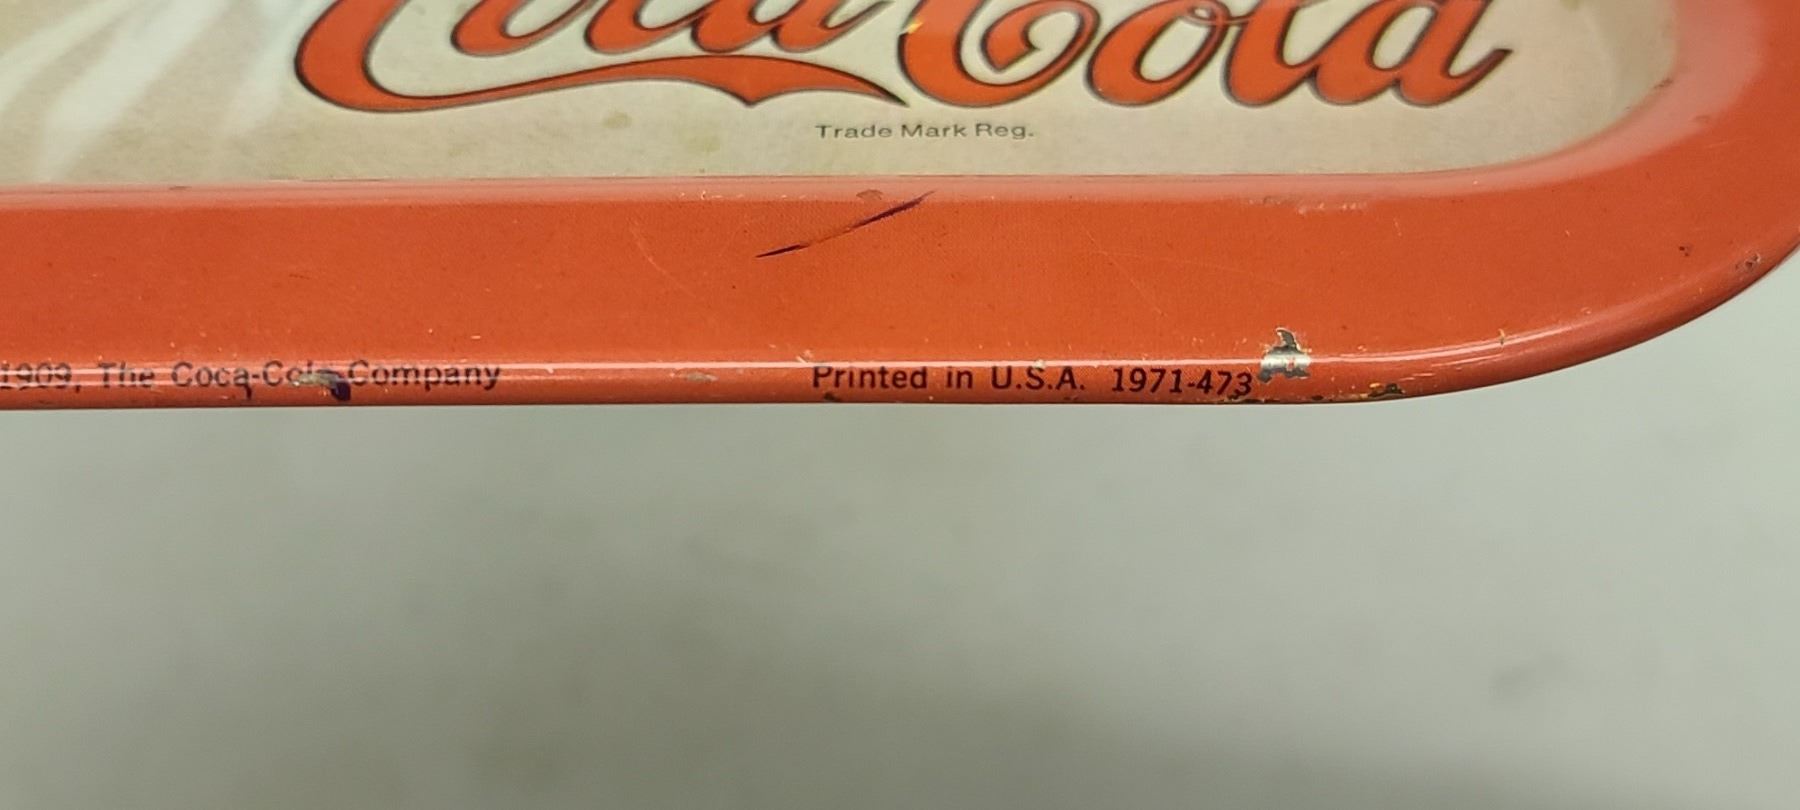 Coca Cola
Trade Mark Reg.
1909, The Coca-Cola Company
Printed in U.S.A. 1971-473